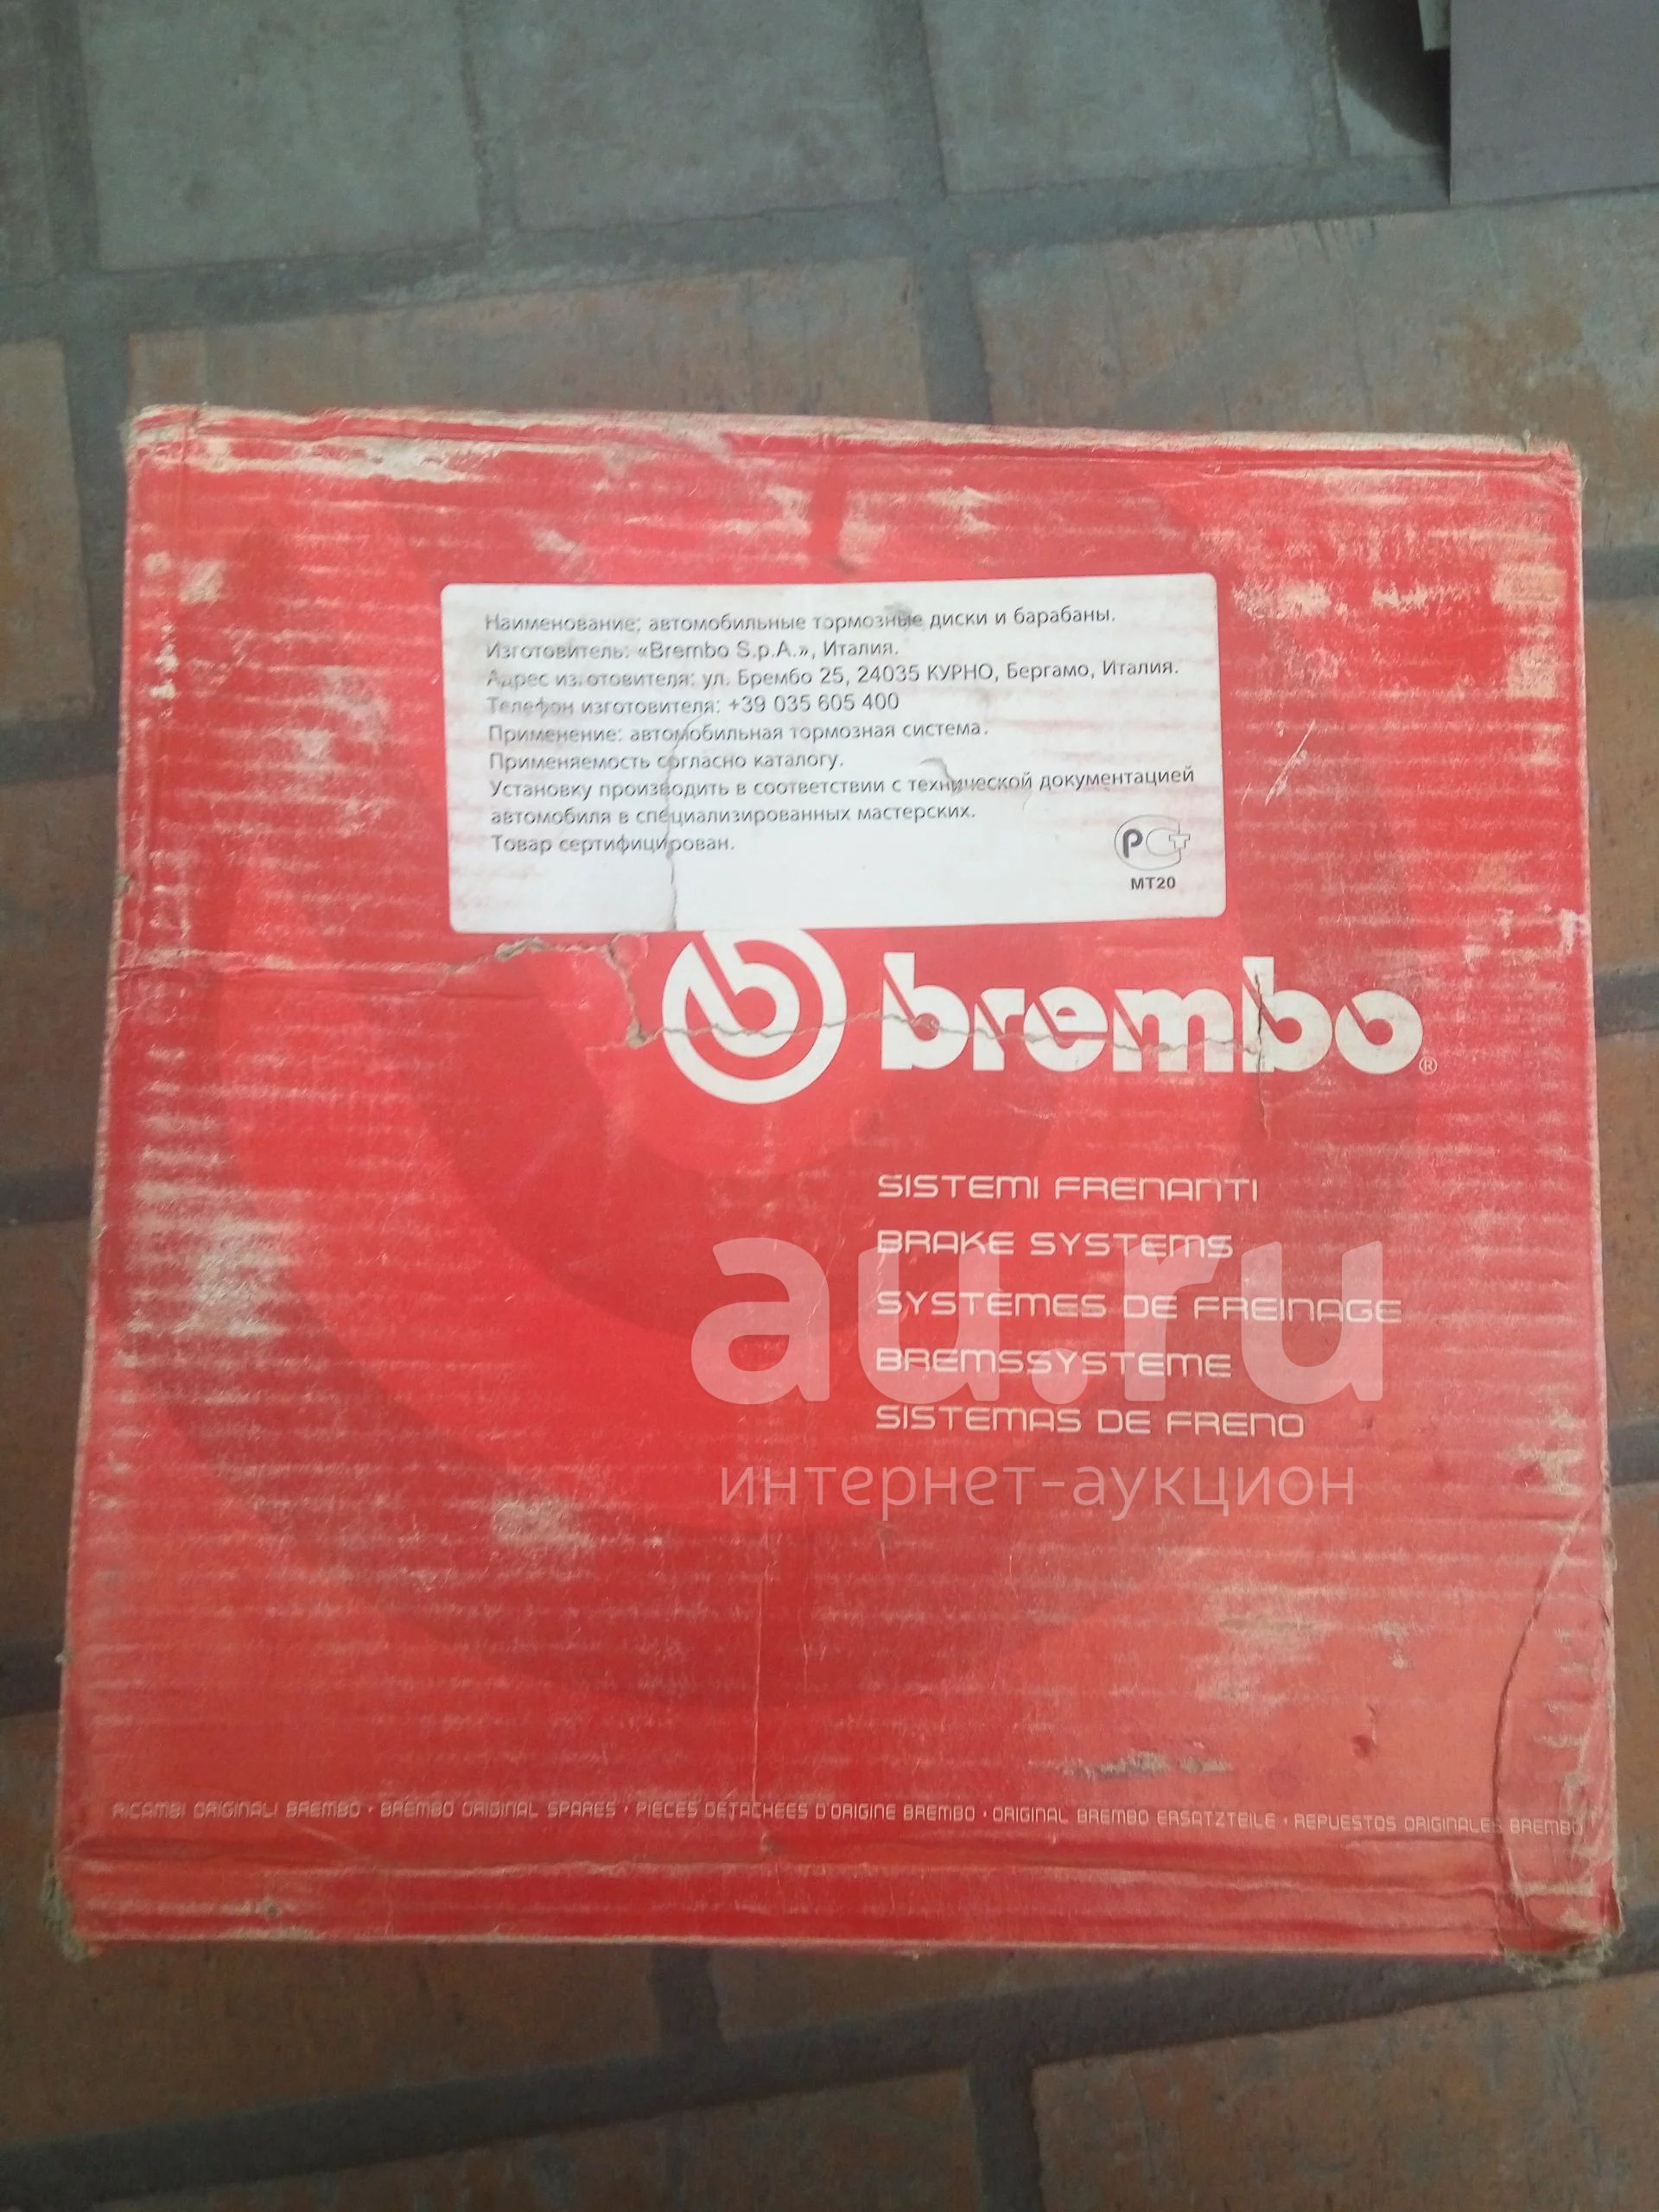 Наименование: автомобильные тормозные диски и барабаны.
Изготовитель: «Brembo S.p.A.», Италия.
Адрес изготовителя: ул. Брембо 25, 24035 КУРНО, Бергамо, Италия.
Телефон изготовителя: +39 035 605 400
Применение: автомобильная тормозная система.
Применяемость согласно каталогу.
Установку производить в соответствии с технической документацией
автомобиля в специализированных мастерских.
Товар сертифицирован.
РСТ
МТ20
brembo®
SISTEMI FRENANTI
BRAKE SYSTEMS
SYSTEMES DE FREINAGE
BREMSSYSTEME
SISTEMAS DE FRENO
au.ru
интернет-аукцион
RICAMBI ORIGINALI BREMBO · BREMBO ORIGINAL SPARES · PIECES DETACHEES D'ORIGINE BREMBO · ORIGINAL BREMBO ERSATZTEILE · REPUESTOS ORIGINALES BREMBO